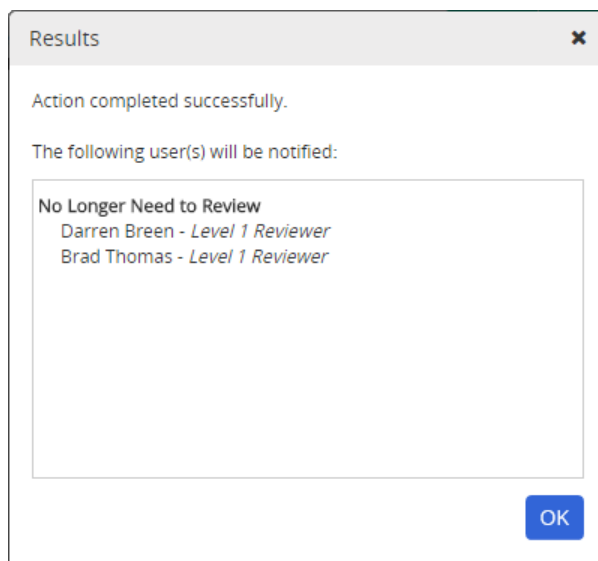 Results
Action completed successfully.
The following user(s) will be notified:
No Longer Need to Review
Darren Breen - Level 1 Reviewer
Brad Thomas - Level 1 Reviewer
OK